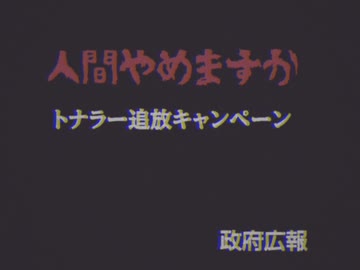 人間やめますか
トナラー追放キャンペーン
政府広報